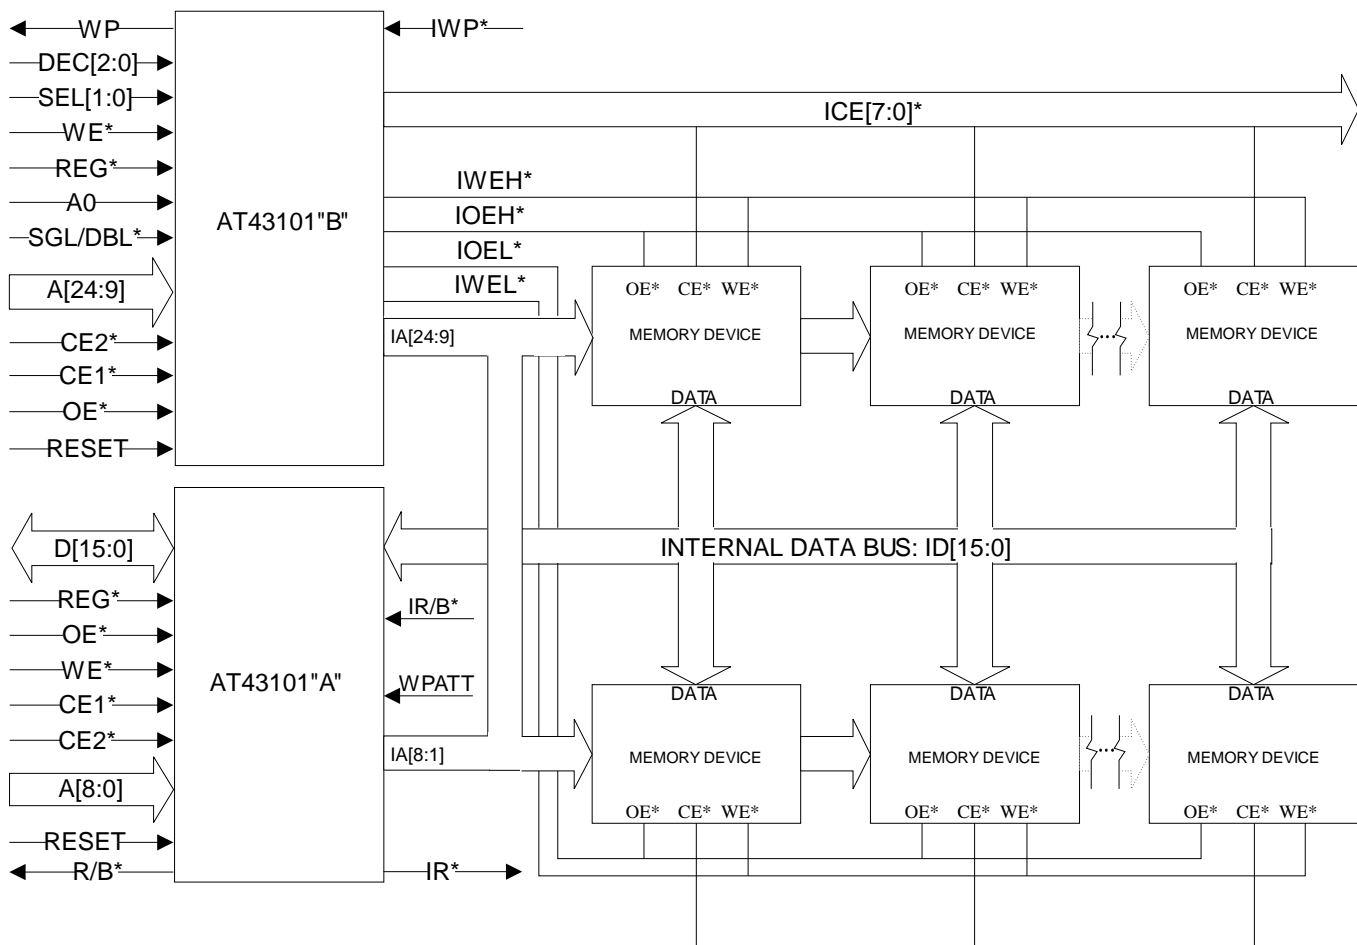 WP
IWP*
DEC[2:0]
SEL[1:0]
ICE[7:0]*
WE*
REG*
IWEH*
A0
IOEH*
AT43101"B"
SGL/DBL*
IOEL*
A[24:9]
IWEL*
OE* CE* WE*
OE* CE* WE*
OE* CE* WE*
CE2*
IA[24:9]
MEMORY DEVICE
MEMORY DEVICE
MEMORY DEVICE
CE1*
DATA
DATA
DATA
OE*
RESET
D[15:0]
INTERNAL DATA BUS: ID[15:0]
REG*
IR/B*
OE*
WE*
AT43101"A"
WPATT
DATA
DATA
DATA
CE1*
CE2*
IA[8:1]
MEMORY DEVICE
MEMORY DEVICE
MEMORY DEVICE
A[8:0]
OE* CE* WE*
OE* CE* WE*
OE* CE* WE*
RESET
R/B*
IR*